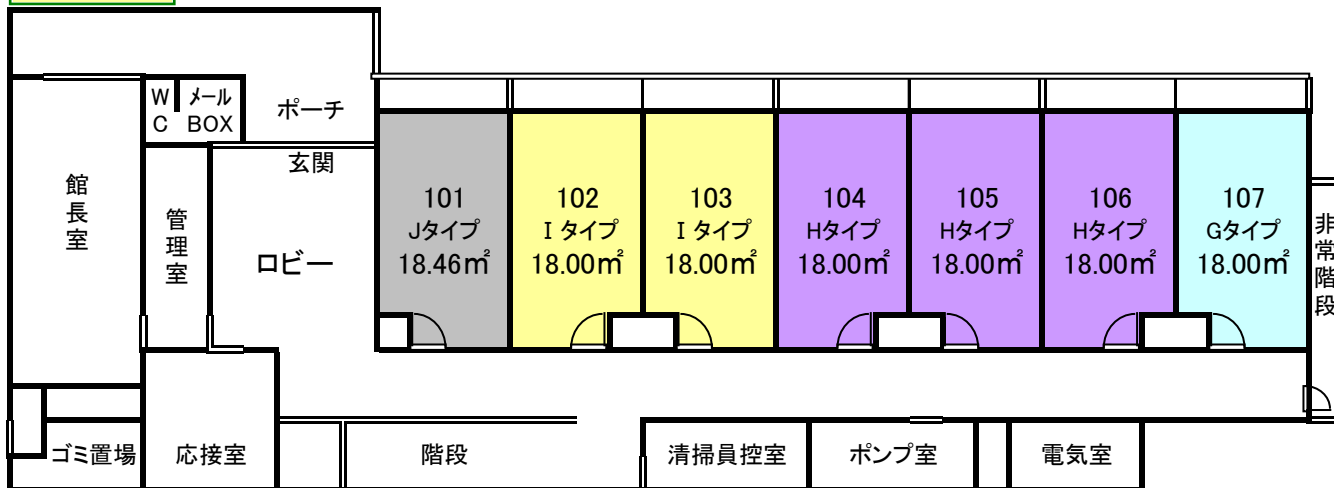 WC
メールBOX
ポーチ
玄関
館長室
管理室
ロビー
101
Jタイプ
18.46㎡
102
Iタイプ
18.00㎡
103
Iタイプ
18.00㎡
104
Hタイプ
18.00㎡
105
Hタイプ
18.00㎡
106
Hタイプ
18.00㎡
107
Gタイプ
18.00㎡
非常階段
ゴミ置場
応接室
階段
清掃員控室
ポンプ室
電気室